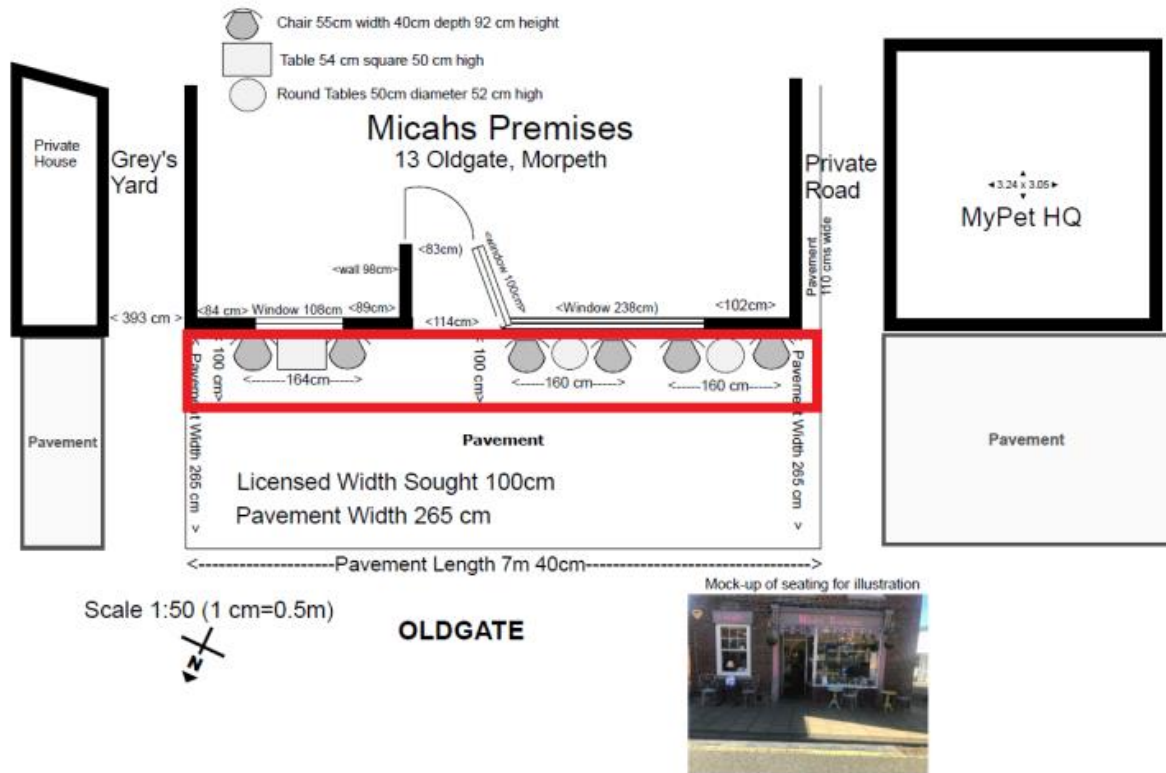 Chair 55cm width 40cm depth 92 cm height
Table 54 cm square 50 cm high
Round Tables 50cm diameter 52 cm high
Micahs Premises
13 Oldgate, Morpeth
Private
House
Grey's
Yard
Private
Road
◄ 3.24 x 3.05 ►
MyPet HQ
Pavement
110 cms wide
<83cm)
<window 100cm>
<wall 98cm>
<84 cm>
Window 108cm
<89cm>
<114cm>
<Window 238cm)
<102cm>
< 393 cm >
<100 cm>
<-------164cm------>
<100 cm>
<-----160 cm----->
<-----160 cm---->
Pavement Width 265 cm >
Pavement Width 265 cm >
Pavement
Pavement
Pavement
Licensed Width Sought 100cm
Pavement Width 265 cm
<--------------------Pavement Length 7m 40cm------------------------------>
Scale 1:50 (1 cm=0.5m)
N
OLDGATE
Mock-up of seating for illustration